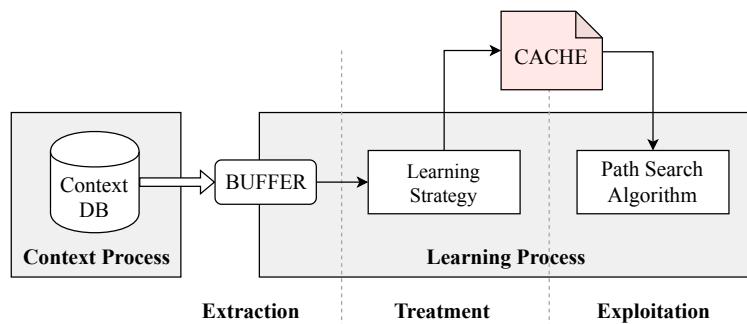 CACHE
Context
DB
BUFFER
Learning
Strategy
Path Search
Algorithm
Context Process
Learning Process
Extraction
Treatment
Exploitation